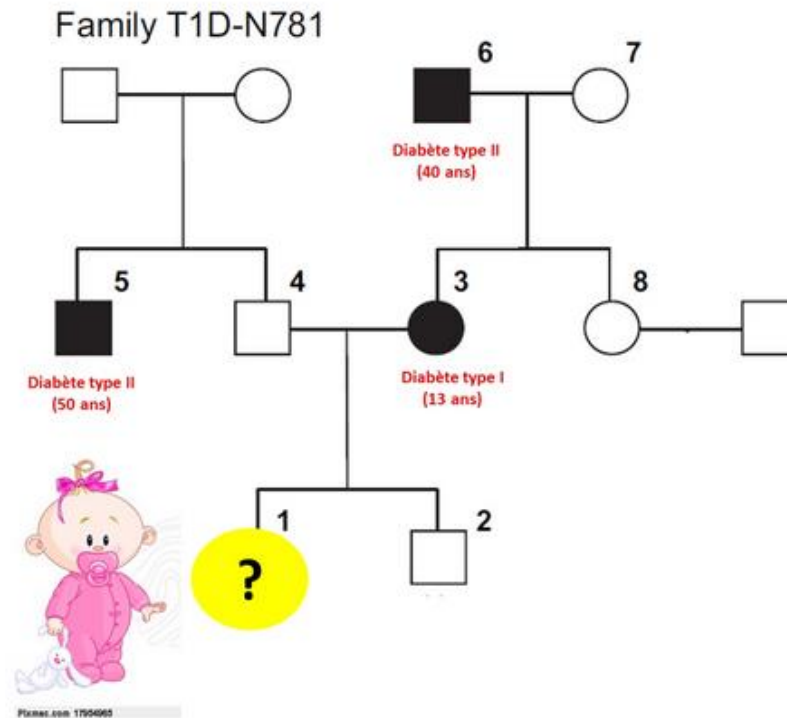 Family T1D-N781
6
7
Diabète type II
(40 ans)
5
4
3
8
Diabète type II
(50 ans)
Diabète type I
(13 ans)
1
2
?
Pixmac.com 17954965